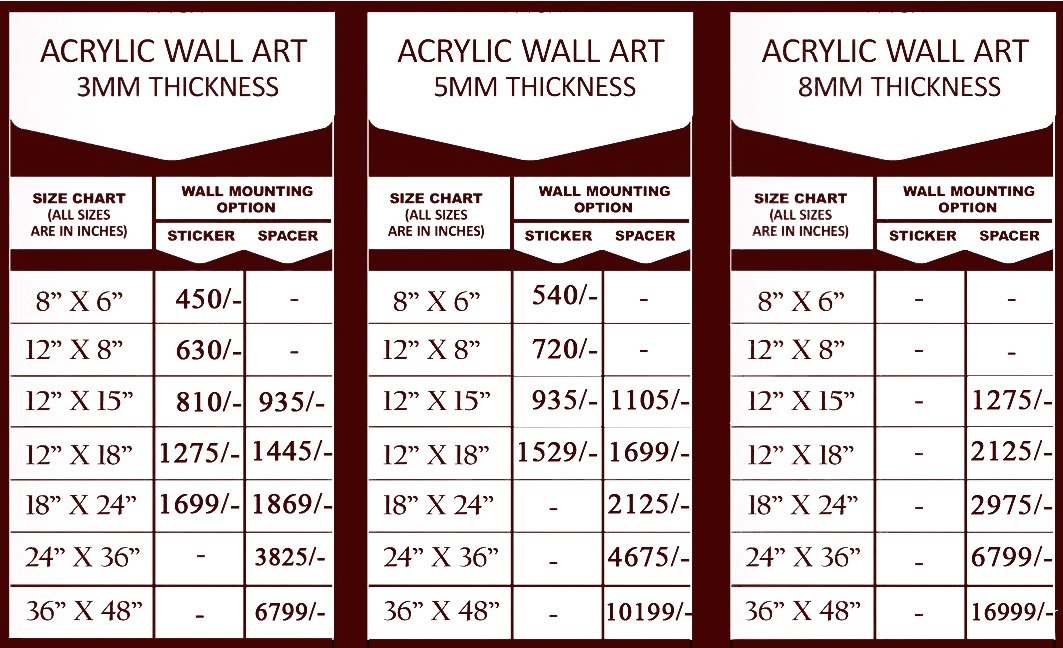 ACRYLIC WALL ART
3MM THICKNESS
SIZE CHART
(ALL SIZES
ARE IN INCHES)
WALL MOUNTING
OPTION
STICKER SPACER
8” X 6” 450/- -
12” X 8” 630/- -
12” X 15” 810/- 935/-
12” X 18” 1275/- 1445/-
18” X 24” 1699/- 1869/-
24” X 36” - 3825/-
36” X 48” - 6799/-
ACRYLIC WALL ART
5MM THICKNESS
SIZE CHART
(ALL SIZES
ARE IN INCHES)
WALL MOUNTING
OPTION
STICKER SPACER
8” X 6” 540/- -
12” X 8” 720/- -
12” X 15” 935/- 1105/-
12” X 18” 1529/- 1699/-
18” X 24” - 2125/-
24” X 36” - 4675/-
36” X 48” - 10199/-
ACRYLIC WALL ART
8MM THICKNESS
SIZE CHART
(ALL SIZES
ARE IN INCHES)
WALL MOUNTING
OPTION
STICKER SPACER
8” X 6” - -
12” X 8” - -
12” X 15” - 1275/-
12” X 18” - 2125/-
18” X 24” - 2975/-
24” X 36” - 6799/-
36” X 48” - 16999/-